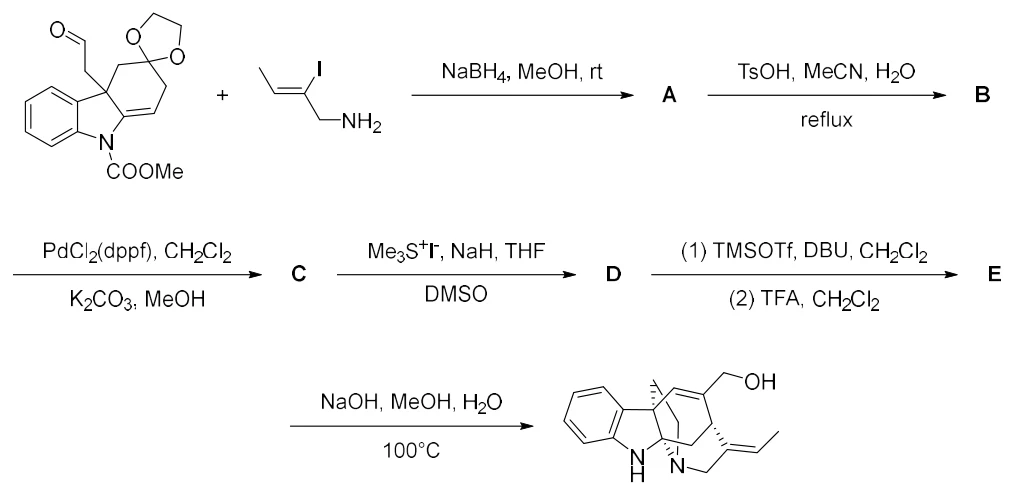 O
O
O
N
COOMe
+
I
NH₂
NaBH₄, MeOH, rt
A
TsOH, MeCN, H₂O
reflux
B
PdCl₂(dppf), CH₂Cl₂
K₂CO₃, MeOH
C
Me₃S⁺I⁻, NaH, THF
DMSO
D
(1) TMSOTf, DBU, CH₂Cl₂
(2) TFA, CH₂Cl₂
E
NaOH, MeOH, H₂O
100°C
OH
N
H
N